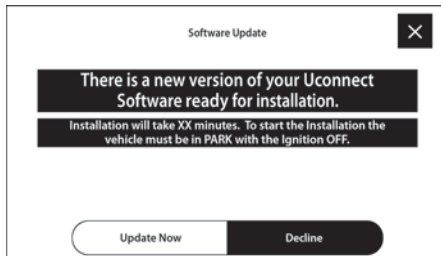 Software Update
There is a new version of your Uconnect
Software ready for installation.
Installation will take XX minutes. To start the Installation the
vehicle must be in PARK with the Ignition OFF.
Update Now
Decline